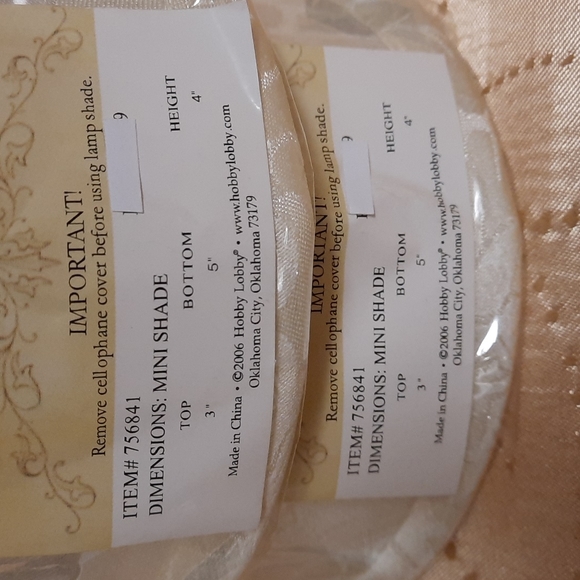 IMPORTANT!
Remove cellophane cover before using lamp shade.
ITEM# 756841
9
DIMENSIONS: MINI SHADE
TOP BOTTOM HEIGHT
3" 5" 4"
Made in China • ©2006 Hobby Lobby® • www.hobbylobby.com
Oklahoma City, Oklahoma 73179
IMPORTANT!
Remove cellophane cover before using lamp shade.
ITEM# 756841
9
DIMENSIONS: MINI SHADE
TOP BOTTOM HEIGHT
3" 5" 4"
Made in China • ©2006 Hobby Lobby® • www.hobbylobby.com
Oklahoma City, Oklahoma 73179